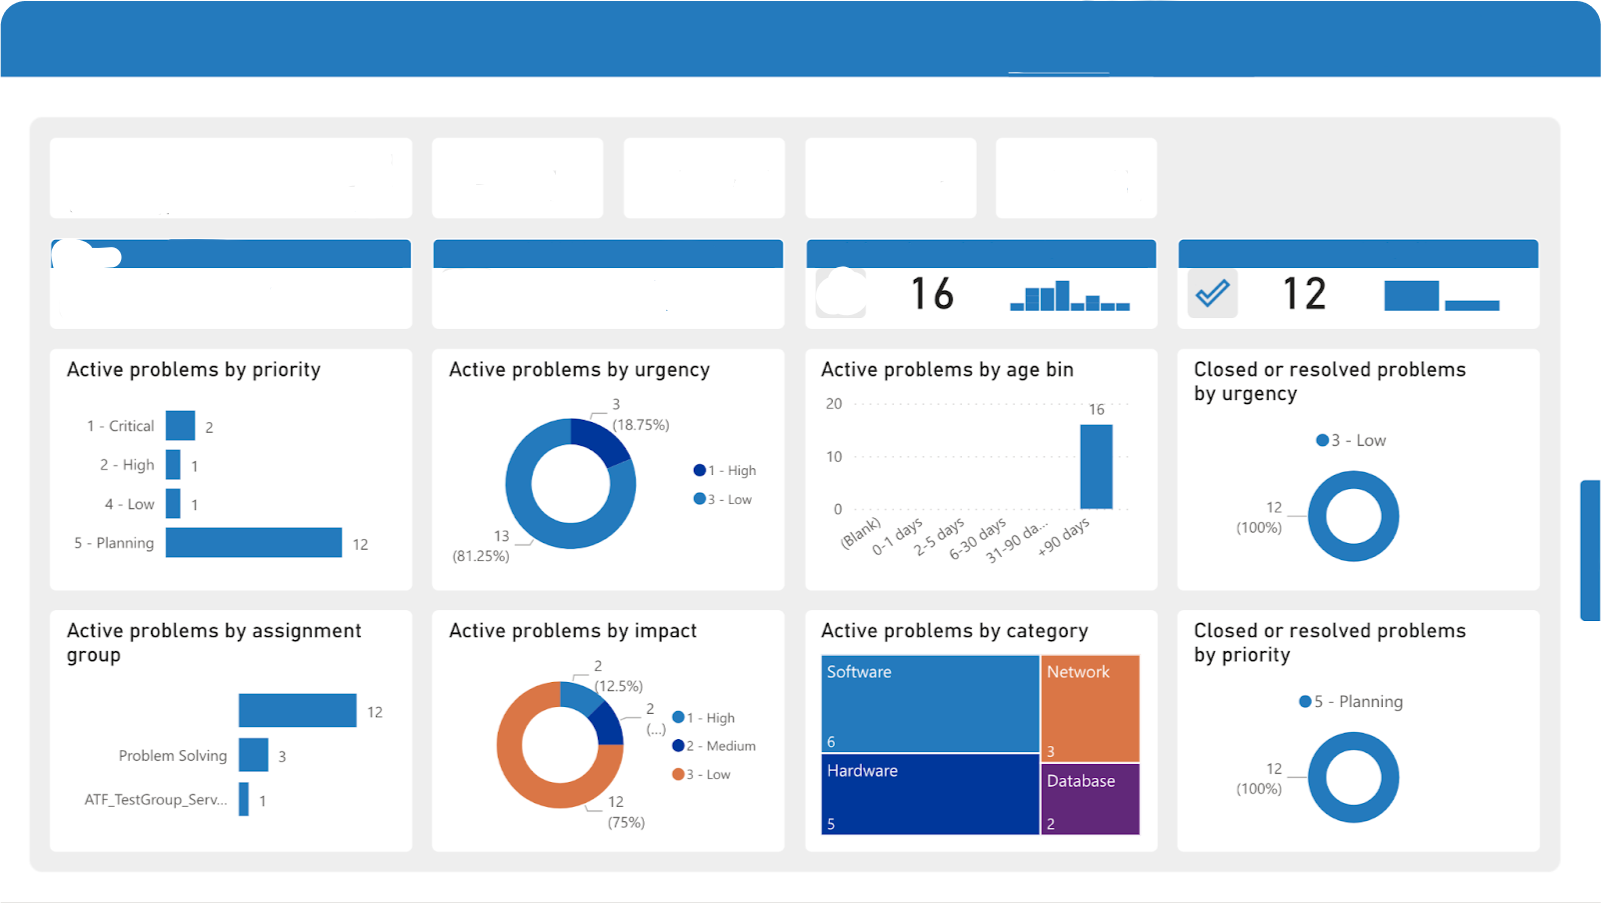 16
12
Active problems by priority
1 - Critical
2
2 - High
1
4 - Low
1
5 - Planning
12
Active problems by urgency
3
(18.75%)
1 - High
3 - Low
13
(81.25%)
Active problems by age bin
20
16
10
0
(Blank)
0-1 days
2-5 days
6-30 days
31-90 da...
+90 days
Closed or resolved problems
by urgency
3 - Low
12
(100%)
Active problems by assignment
group
12
Problem Solving
3
ATF_TestGroup_Serv...
1
Active problems by impact
2
(12.5%)
2
(...)
1 - High
2 - Medium
3 - Low
12
(75%)
Active problems by category
Software
6
Network
3
Hardware
5
Database
2
Closed or resolved problems
by priority
5 - Planning
12
(100%)